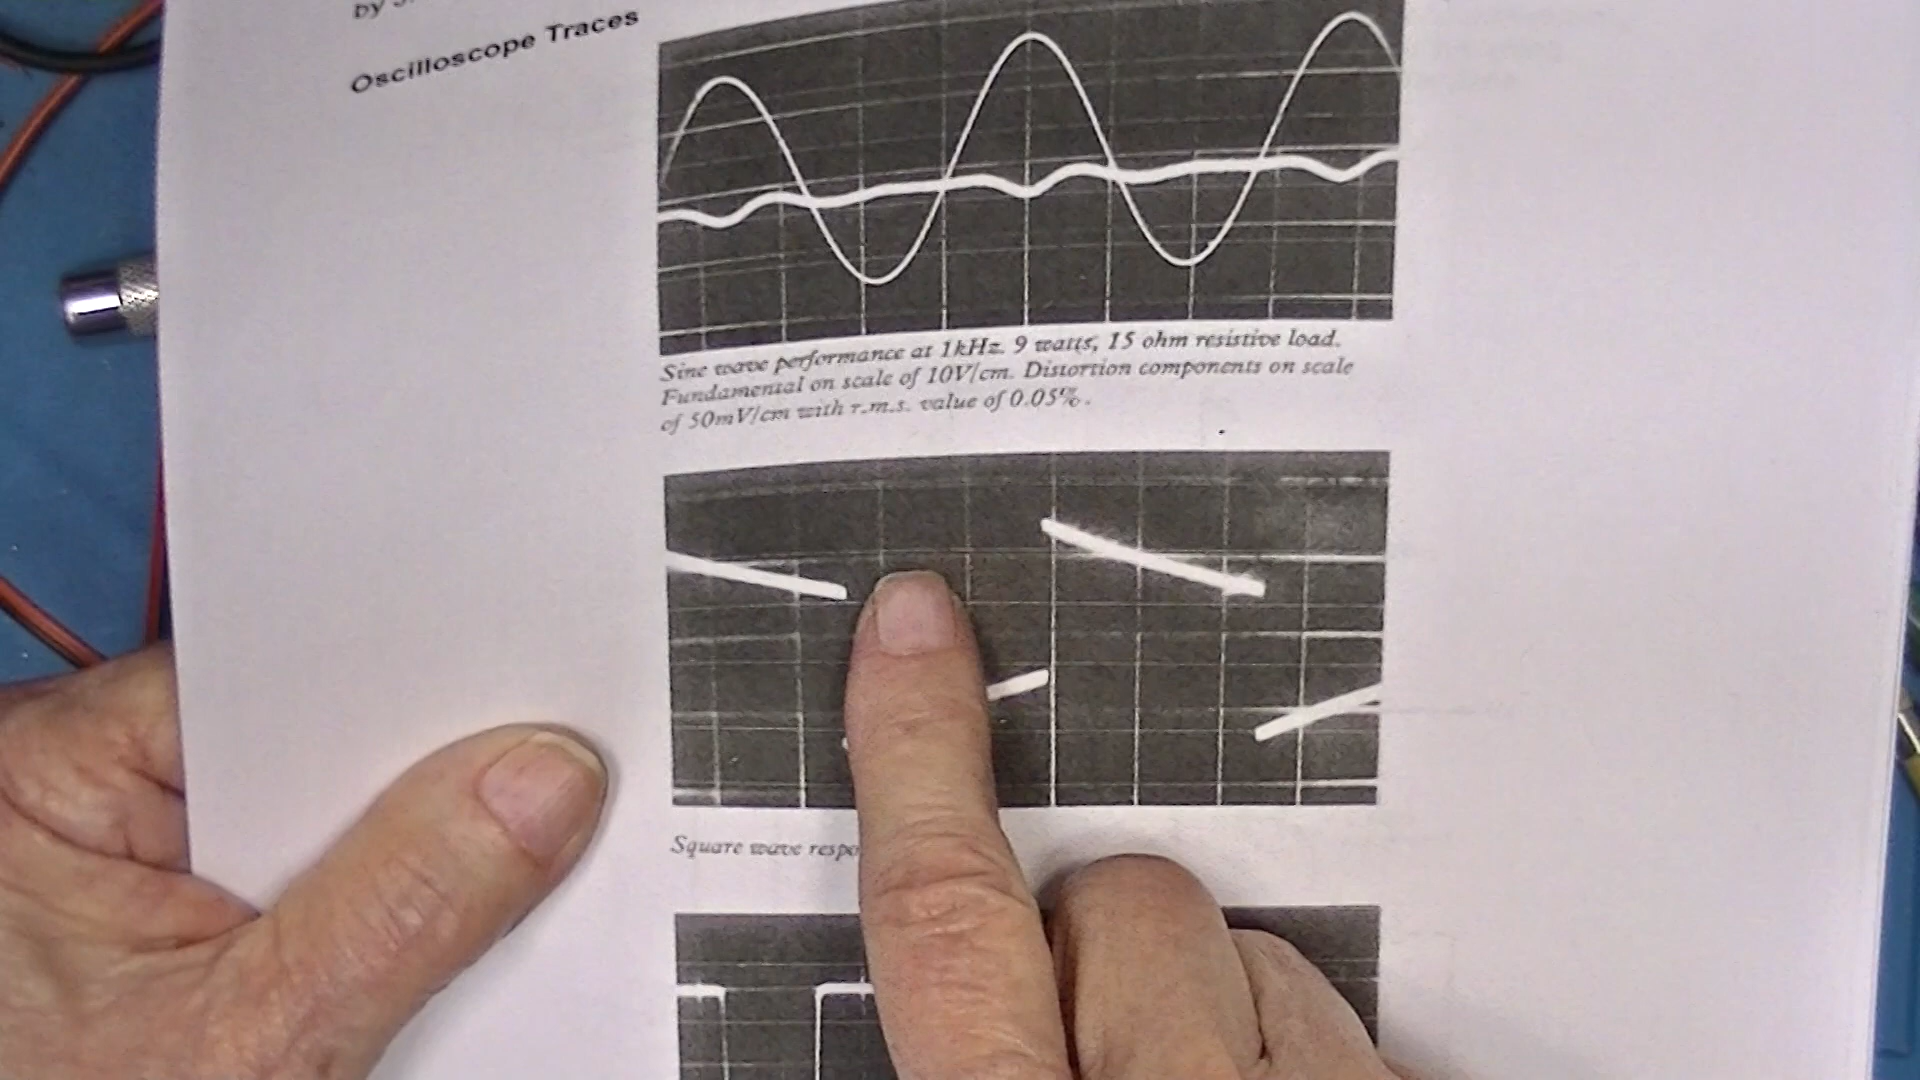 by J.
Oscilloscope Traces
Sine wave performance at 1kHz. 9 watts, 15 ohm resistive load.
Fundamental on scale of 10V/cm. Distortion components on scale
of 50mV/cm with r.m.s. value of 0.05%.
Square wave respo